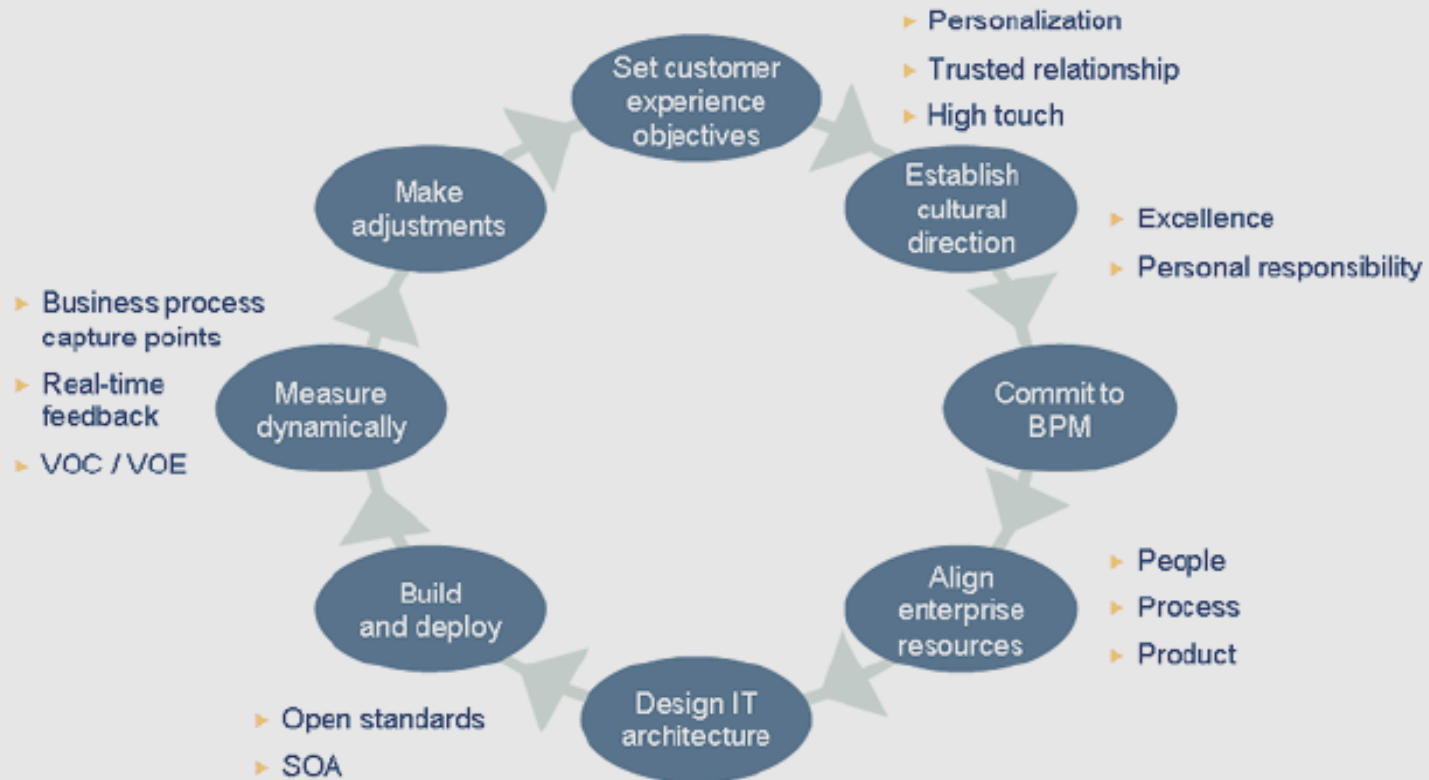 Set customer
experience
objectives
Personalization
Trusted relationship
High touch
Establish
cultural
direction
Excellence
Personal responsibility
Commit to
BPM
Align
enterprise
resources
People
Process
Product
Design IT
architecture
Open standards
SOA
Build
and deploy
Measure
dynamically
Business process
capture points
Real-time
feedback
VOC / VOE
Make
adjustments